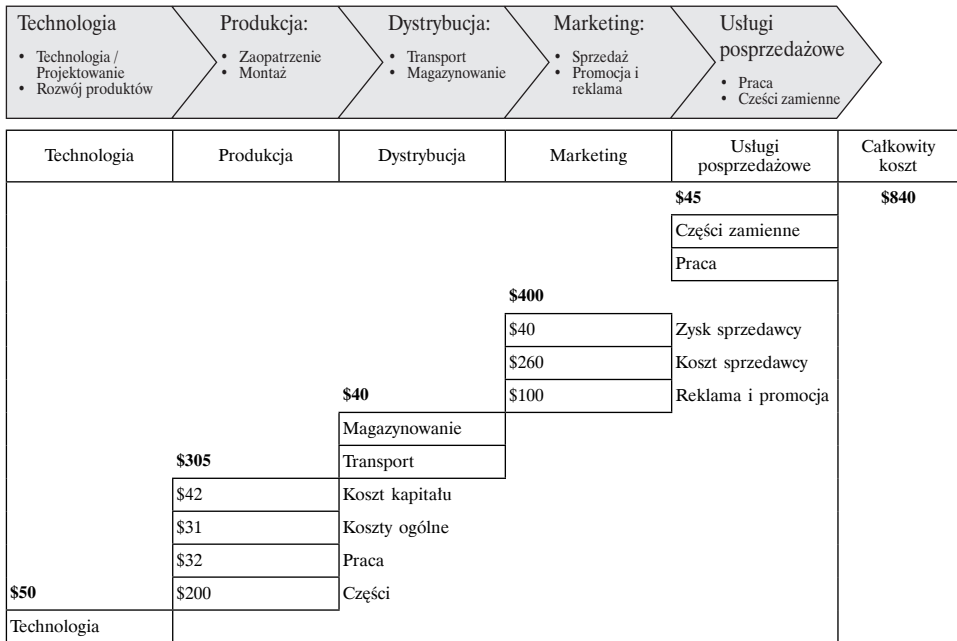 Technologia
• Technologia /
Projektowanie
• Rozwój produktów
Produkcja:
• Zaopatrzenie
• Montaż
Dystrybucja:
• Transport
• Magazynowanie
Marketing:
• Sprzedaż
• Promocja i
reklama
Usługi
posprzedażowe
• Praca
• Cześci zamienne
Technologia
Produkcja
Dystrybucja
Marketing
Usługi
posprzedażowe
Całkowity
koszt
$45
$840
Części zamienne
Praca
$400
$40 Zysk sprzedawcy
$260 Koszt sprzedawcy
$40
$100 Reklama i promocja
Magazynowanie
$305
Transport
$42 Koszt kapitału
$31 Koszty ogólne
$32 Praca
$50
$200 Części
Technologia